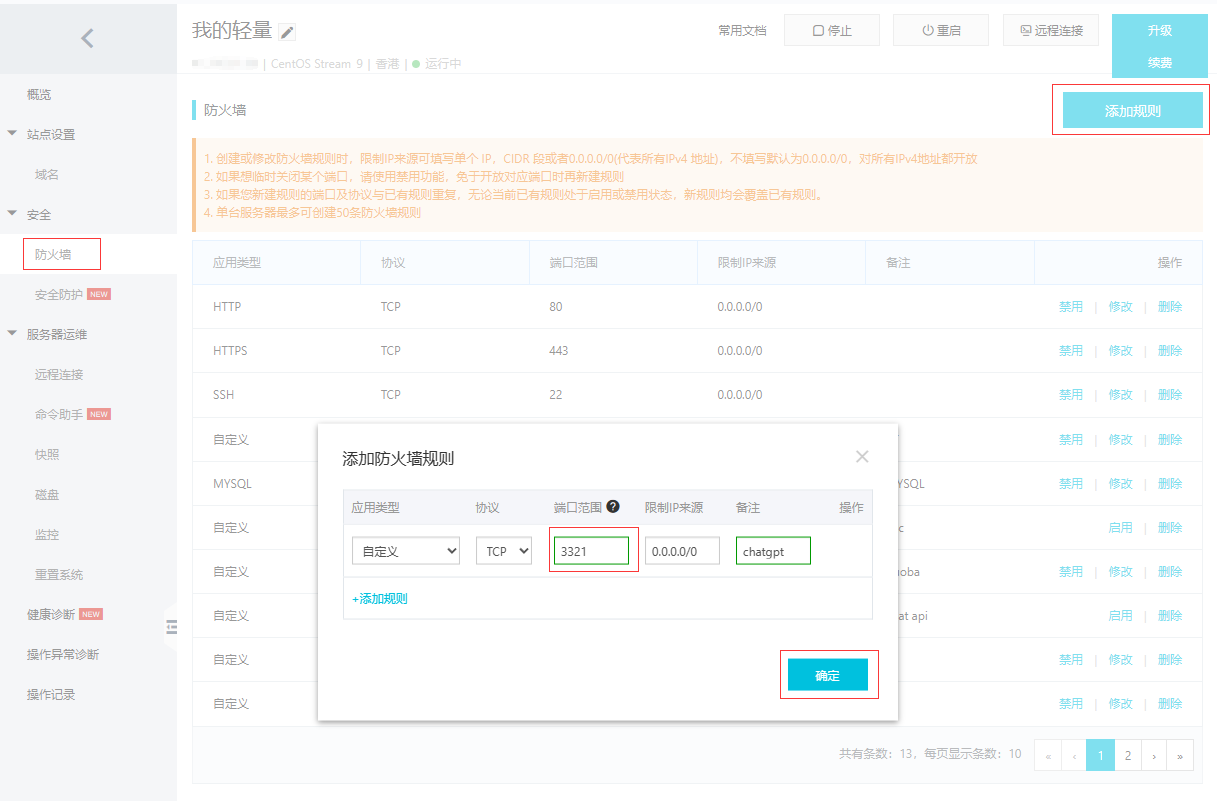 我的轻量
常用文档
停止
重启
远程连接
升级
续费
| CentOS Stream 9 | 香港 | 运行中
概览
站点设置
域名
安全
防火墙
安全防护 NEW
服务器运维
远程连接
命令助手 NEW
快照
磁盘
监控
重置系统
健康诊断 NEW
操作异常诊断
操作记录
防火墙
添加规则
1. 创建或修改防火墙规则时，限制IP来源可填写单个 IP，CIDR 段或者0.0.0.0/0(代表所有IPv4 地址)，不填写默认为0.0.0.0/0，对所有IPv4地址都开放
2. 如果想临时关闭某个端口，请使用禁用功能，免于开放对应端口时再新建规则
3. 如果您新建规则的端口及协议与已有规则重复，无论当前已有规则处于启用或禁用状态，新规则均会覆盖已有规则。
4. 单台服务器最多可创建50条防火墙规则
应用类型 协议 端口范围 限制IP来源 备注 操作
HTTP TCP 80 0.0.0.0/0 禁用 | 修改 | 删除
HTTPS TCP 443 0.0.0.0/0 禁用 | 修改 | 删除
SSH TCP 22 0.0.0.0/0 禁用 | 修改 | 删除
自定义 禁用 | 修改 | 删除
MYSQL YSQL 禁用 | 修改 | 删除
自定义 启用 | 删除
自定义 oba 禁用 | 修改 | 删除
自定义 at api 启用 | 删除
自定义 禁用 | 修改 | 删除
自定义 禁用 | 修改 | 删除
添加防火墙规则
应用类型 协议 端口范围 ? 限制IP来源 备注 操作
自定义 TCP 3321 0.0.0.0/0 chatgpt
+添加规则
确定
共有条数：13，每页显示条数：10 « ‹ 1 2 › »